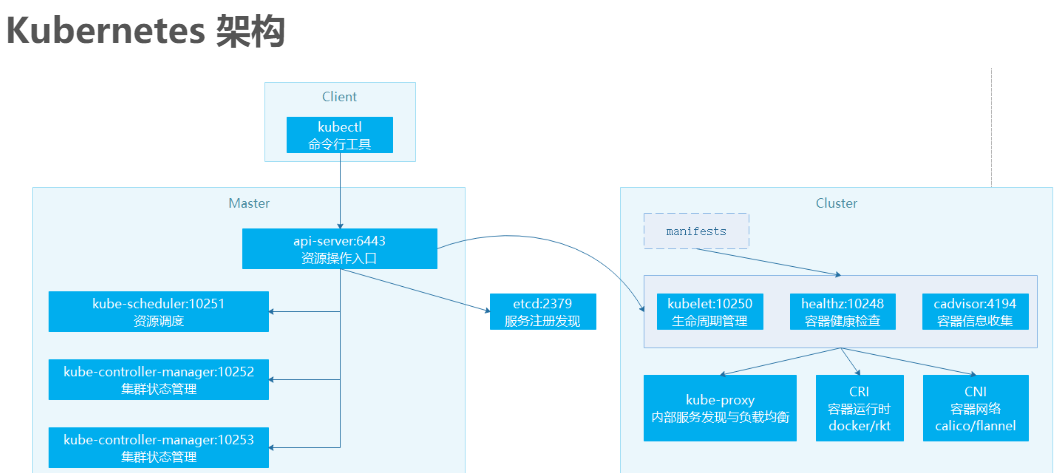 Kubernetes 架构
Client
kubectl
命令行工具
Master
api-server:6443
资源操作入口
kube-scheduler:10251
资源调度
etcd:2379
服务注册发现
kube-controller-manager:10252
集群状态管理
kube-controller-manager:10253
集群状态管理
Cluster
manifests
kubelet:10250
生命周期管理
healthz:10248
容器健康检查
cadvisor:4194
容器信息收集
kube-proxy
内部服务发现与负载均衡
CRI
容器运行时
docker/rkt
CNI
容器网络
calico/flannel